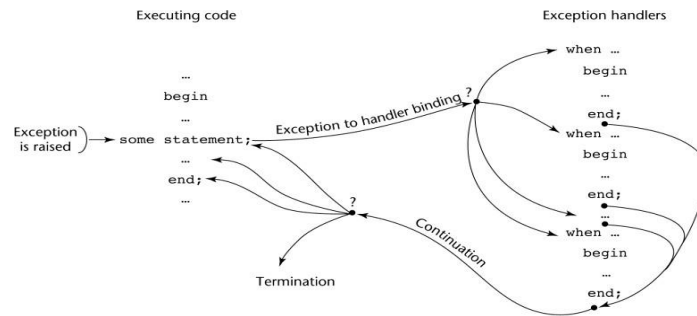 Executing code
…
begin
…
Exception
is raised
some statement;
…
end;
…
Exception to handler binding
?
Exception handlers
when …
begin
…
end;
when …
begin
…
end;
…
when …
begin
…
end;
?
Continuation
Termination